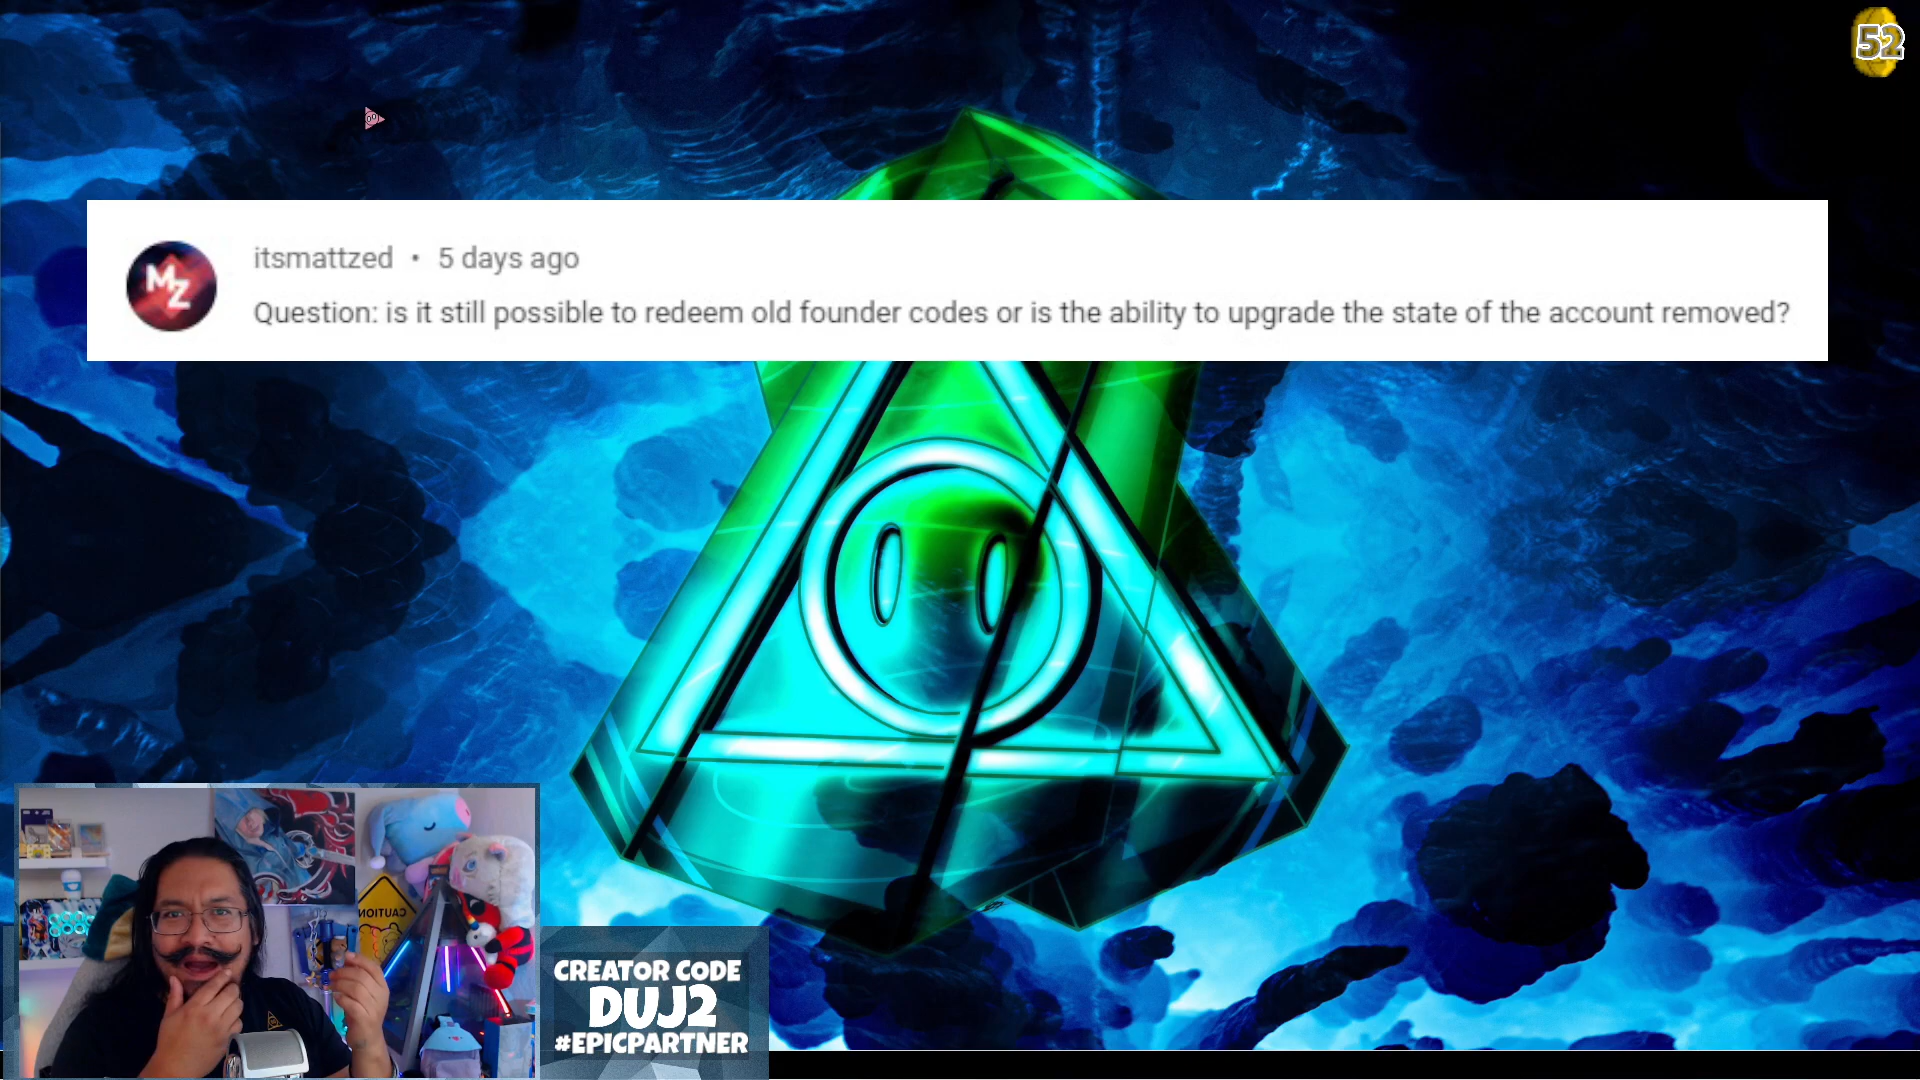 52
itsmattzed • 5 days ago
Question: is it still possible to redeem old founder codes or is the ability to upgrade the state of the account removed?
MZ
CAUTION
CREATOR CODE
DUJ2
#EPICPARTNER